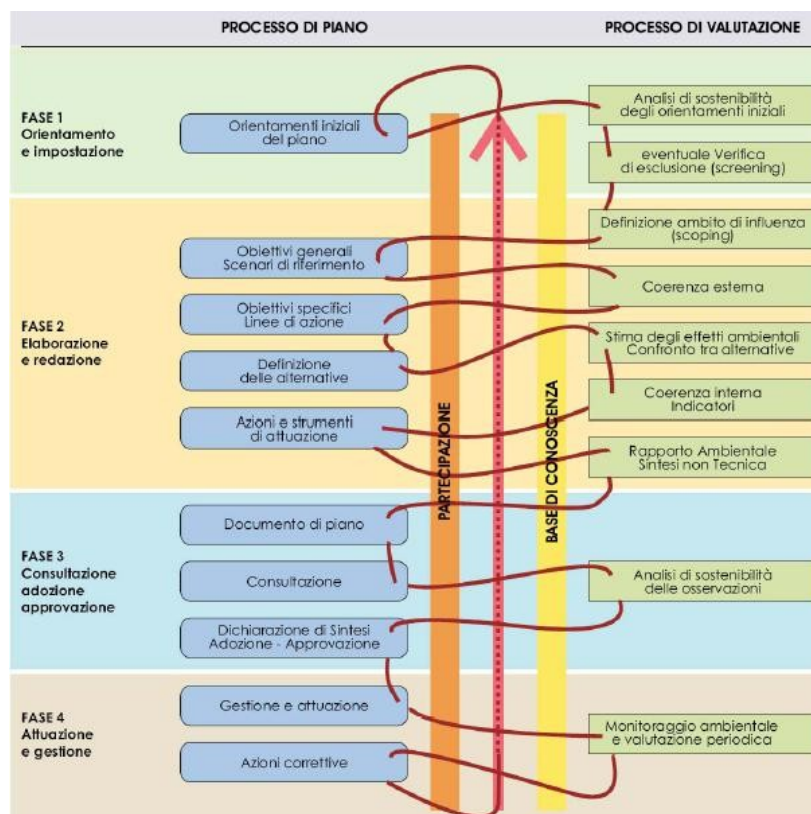 PROCESSO DI PIANO
PROCESSO DI VALUTAZIONE
FASE 1
Orientamento
e impostazione
Orientamenti iniziali
del piano
Analisi di sostenibilità
degli orientamenti iniziali
eventuale Verifica
di esclusione (screening)
FASE 2
Elaborazione
e redazione
Obiettivi generali
Scenari di riferimento
Obiettivi specifici
Linee di azione
Definizione
delle alternative
Azioni e strumenti
di attuazione
Definizione ambito di influenza
(scoping)
Coerenza esterna
Stima degli effetti ambientali
Confronto tra alternative
Coerenza interna
Indicatori
Rapporto Ambientale
Sintesi non Tecnica
PARTECIPAZIONE
BASE DI CONOSCENZA
FASE 3
Consultazione
adozione
approvazione
Documento di piano
Consultazione
Dichiarazione di Sintesi
Adozione - Approvazione
Analisi di sostenibilità
delle osservazioni
FASE 4
Attuazione
e gestione
Gestione e attuazione
Azioni correttive
Monitoraggio ambientale
e valutazione periodica